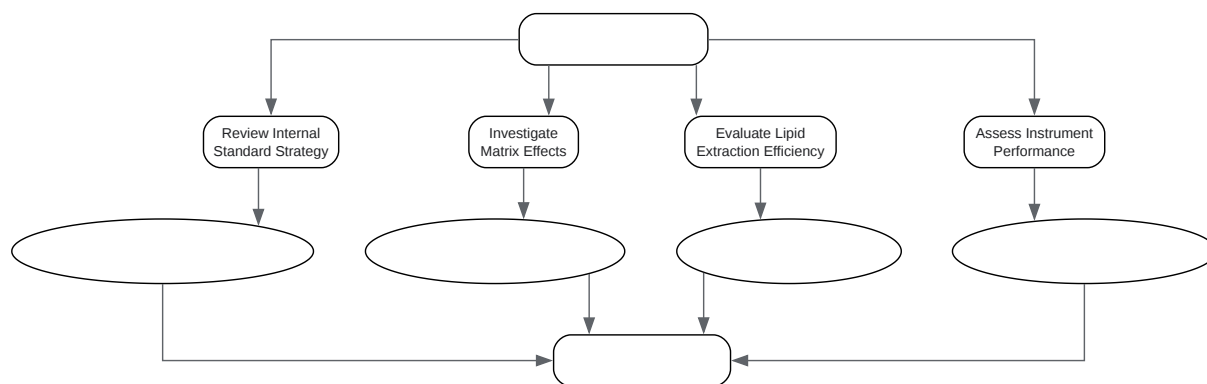 Review Internal
Standard Strategy
Investigate
Matrix Effects
Evaluate Lipid
Extraction Efficiency
Assess Instrument
Performance